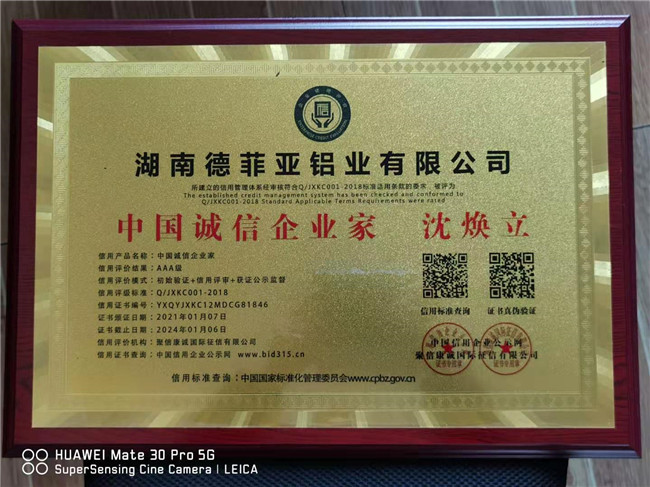 湖南德菲亚铝业有限公司
所建立的信用管理体系经审核符合Q/JXKC001-2018标准适用条款的要求，被评为
The established credit management system has been checked and conformed to
Q/JXKC001-2018 Standard Applicable Terms Requirements were rated
中国诚信企业家 沈焕立
信用产品名称：中国诚信企业家
信用评价结果：AAA级
信用评价模式：初始验证+信用评审+获证公示监督
信用评级标准：Q/JXKC001-2018
信用证书编号：YXQYJXKC12MDCG81846
证书颁证日期：2021年01月07日
证书截止日期：2024年01月06日
信用评价机构：聚信康诚国际征信有限公司
信用证书查询：中国信用企业公示网 www.bid315.cn
信用标准查询 证书真伪验证
中国信用企业公示网
聚信康诚国际征信有限公司
信用标准查询：中国国家标准化管理委员会www.cpbz.gov.cn
HUAWEI Mate 30 Pro 5G
SuperSensing Cine Camera | LEICA